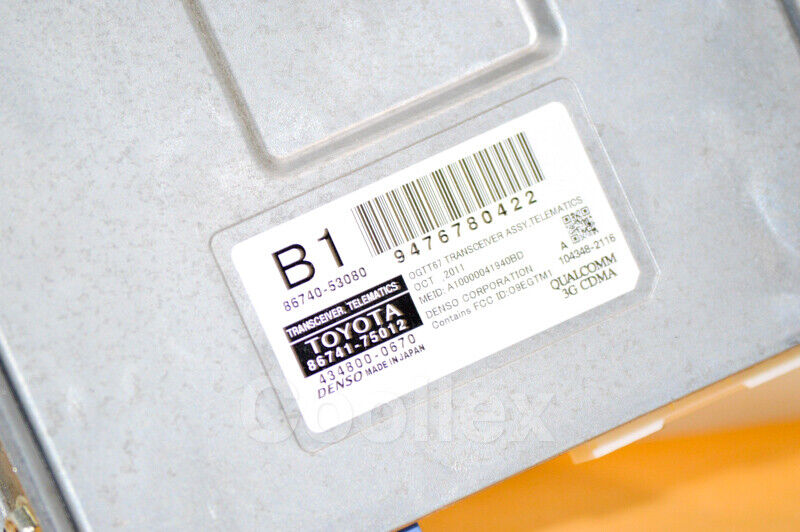 B1
86740-53080
9476780422
TRANSCEIVER, TELEMATICS
TOYOTA
86741-75012
434800-0670
DENSO MADE IN JAPAN
OGTT67 TRANSCEIVER ASSY,TELEMATICS
OCT . 2011
MEID: A10000041940BD
DENSO CORPORATION
Contains FCC ID:O9EGTM1
A
104348-2116
QUALCOMM
3G CDMA
Coollex